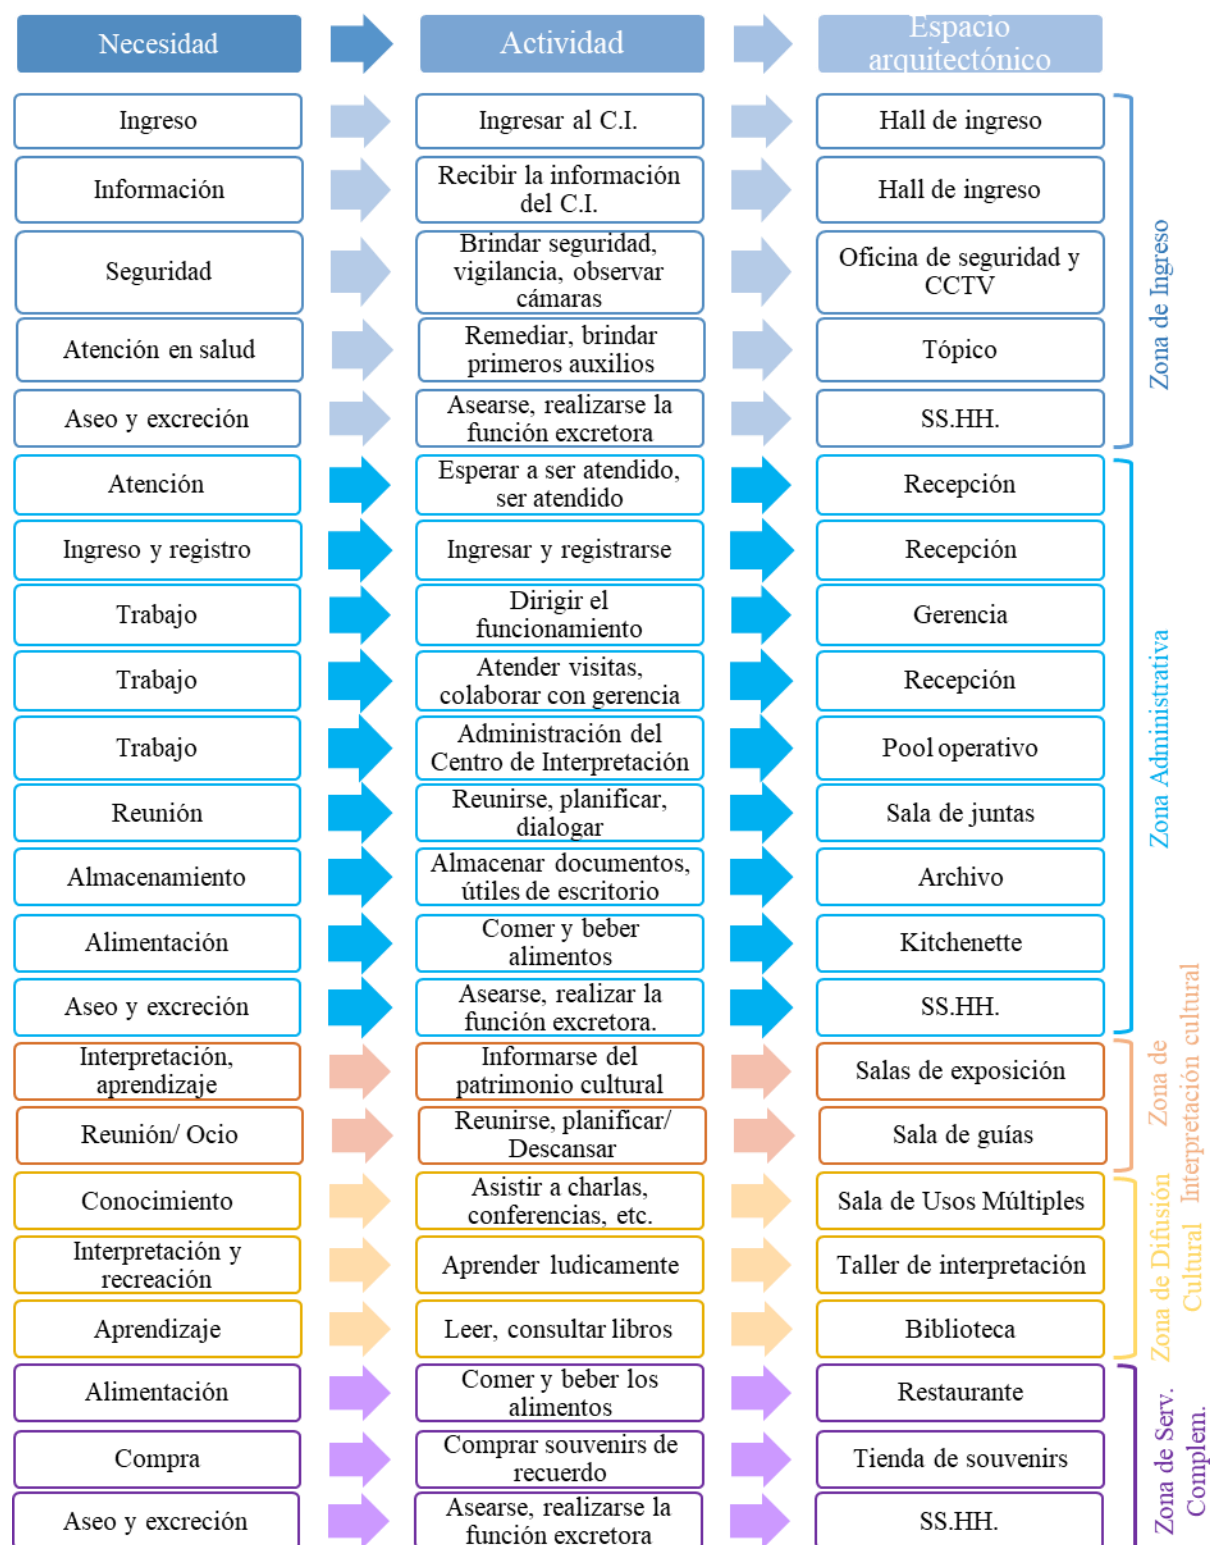 Necesidad
Actividad
Espacio
arquitectónico
Ingreso
Ingresar al C.I.
Hall de ingreso
Información
Recibir la información
del C.I.
Hall de ingreso
Seguridad
Brindar seguridad,
vigilancia, observar
cámaras
Oficina de seguridad y
CCTV
Atención en salud
Remediar, brindar
primeros auxilios
Tópico
Aseo y excreción
Asearse, realizarse la
función excretora
SS.HH.
Zona de Ingreso
Atención
Esperar a ser atendido,
ser atendido
Recepción
Ingreso y registro
Ingresar y registrarse
Recepción
Trabajo
Dirigir el
funcionamiento
Gerencia
Trabajo
Atender visitas,
colaborar con gerencia
Recepción
Trabajo
Administración del
Centro de Interpretación
Pool operativo
Reunión
Reunirse, planificar,
dialogar
Sala de juntas
Almacenamiento
Almacenar documentos,
útiles de escritorio
Archivo
Alimentación
Comer y beber
alimentos
Kitchenette
Aseo y excreción
Asearse, realizar la
función excretora.
SS.HH.
Zona Administrativa
Interpretación,
aprendizaje
Informarse del
patrimonio cultural
Salas de exposición
Reunión/ Ocio
Reunirse, planificar/
Descansar
Sala de guías
Zona de
Interpretación cultural
Conocimiento
Asistir a charlas,
conferencias, etc.
Sala de Usos Múltiples
Interpretación y
recreación
Aprender ludicamente
Taller de interpretación
Aprendizaje
Leer, consultar libros
Biblioteca
Zona de Difusión
Cultural
Alimentación
Comer y beber los
alimentos
Restaurante
Compra
Comprar souvenirs de
recuerdo
Tienda de souvenirs
Aseo y excreción
Asearse, realizarse la
función excretora
SS.HH.
Zona de Serv.
Complem.